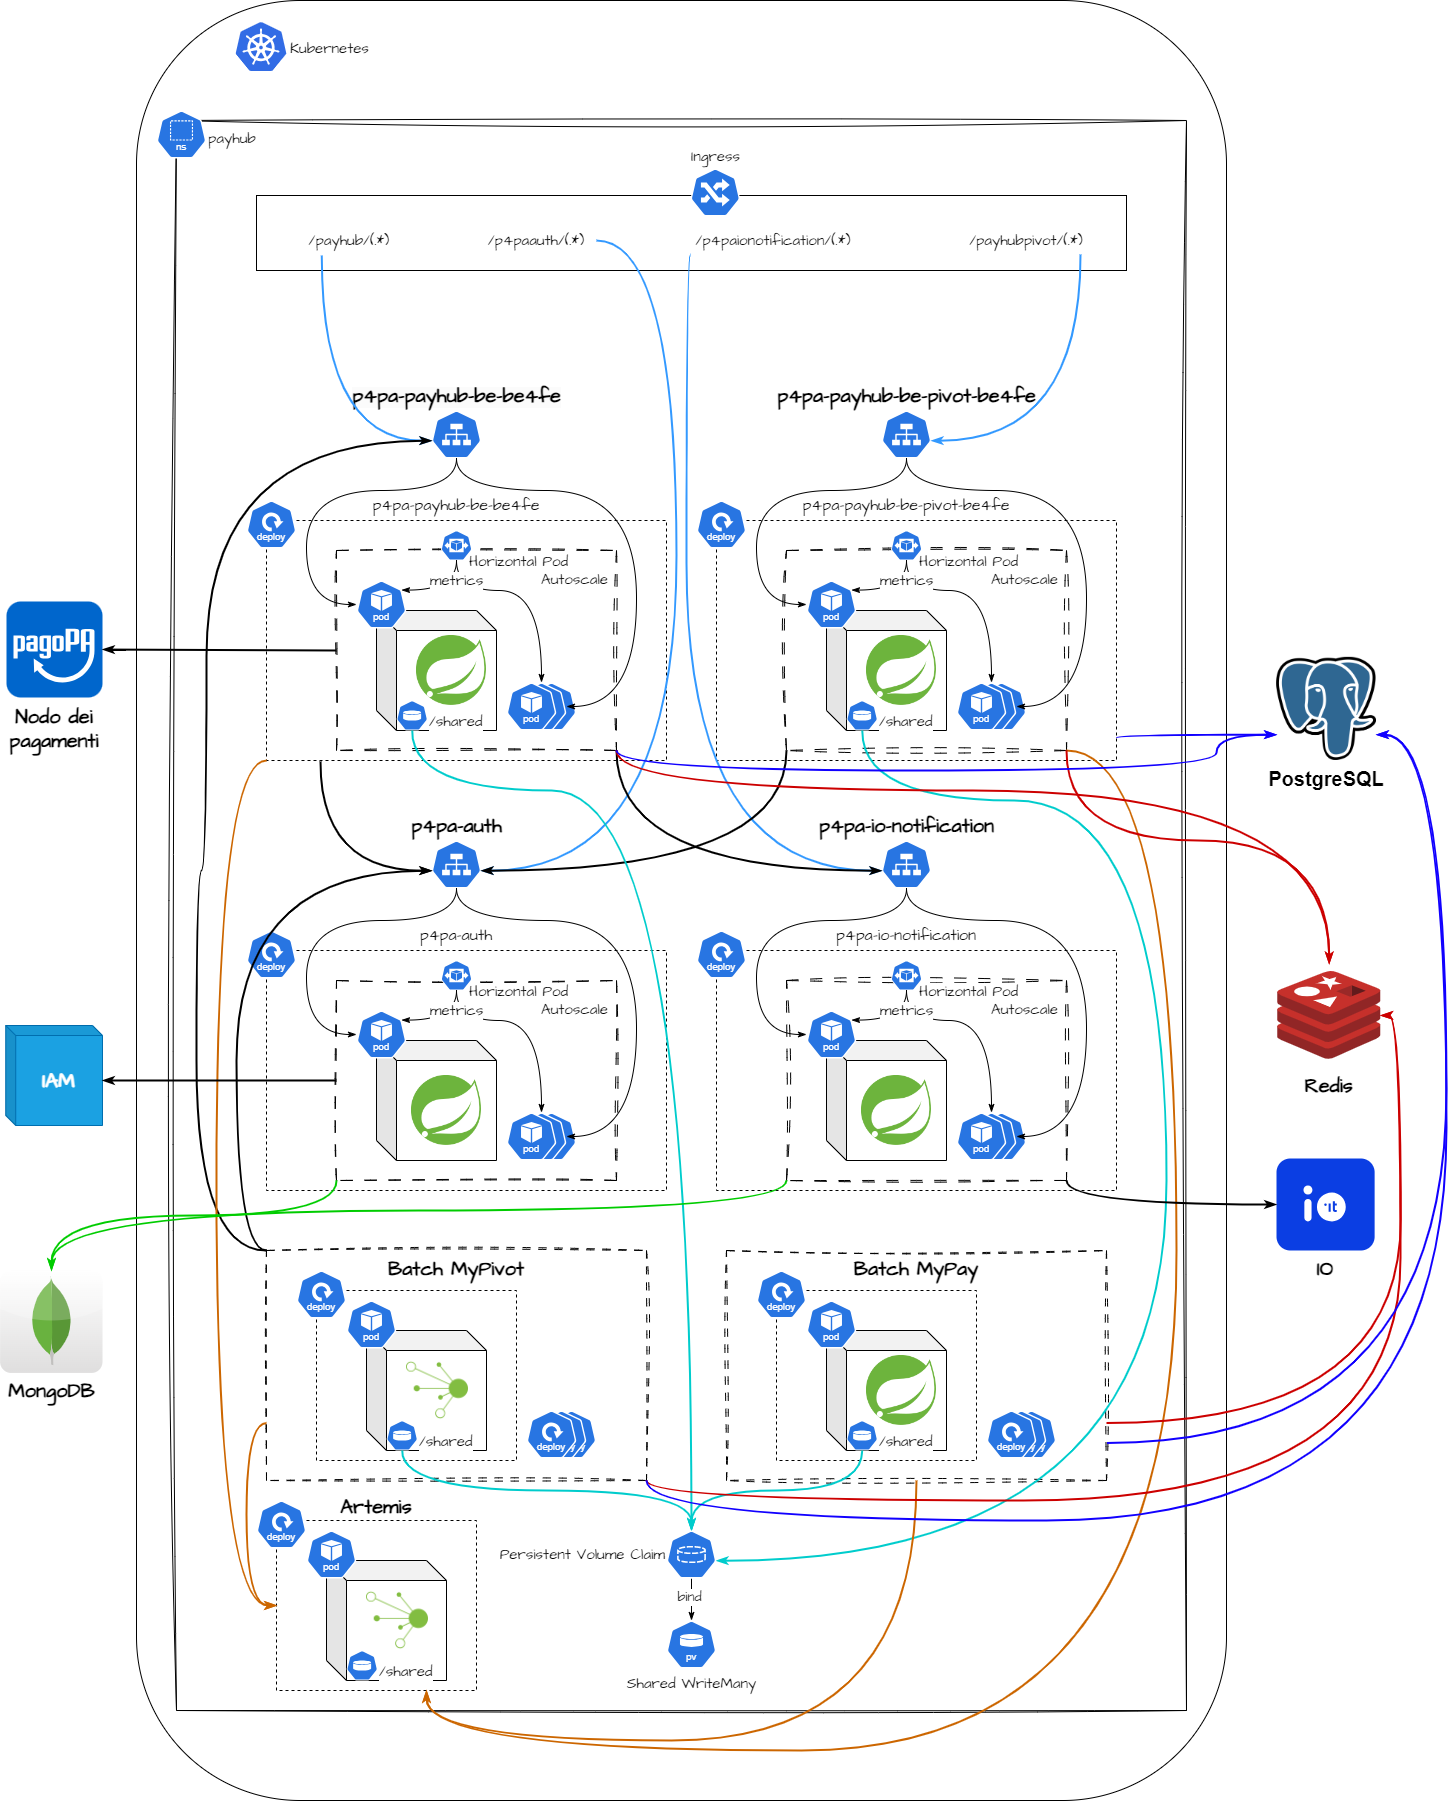 Kubernetes
ns
payhub
Ingress
/payhub/(.*)
/p4paauth/(.*)
/p4paionotification/(.*)
/payhubpivot/(.*)
p4pa-payhub-be-be4fe
p4pa-payhub-be-pivot-be4fe
p4pa-payhub-be-be4fe
p4pa-payhub-be-pivot-be4fe
deploy
deploy
Horizontal Pod
Autoscale
metrics
Horizontal Pod
Autoscale
metrics
pod
pod
/shared
pod
/shared
pod
pagoPA
Nodo dei
pagamenti
PostgreSQL
p4pa-auth
p4pa-io-notification
p4pa-auth
p4pa-io-notification
deploy
deploy
Horizontal Pod
Autoscale
metrics
Horizontal Pod
Autoscale
metrics
pod
pod
pod
pod
IAM
Redis
io
it
IO
Batch MyPivot
Batch MyPay
deploy
deploy
pod
pod
/shared
deploy
/shared
deploy
MongoDB
Artemis
deploy
pod
/shared
Persistent Volume Claim
bind
pv
Shared WriteMany